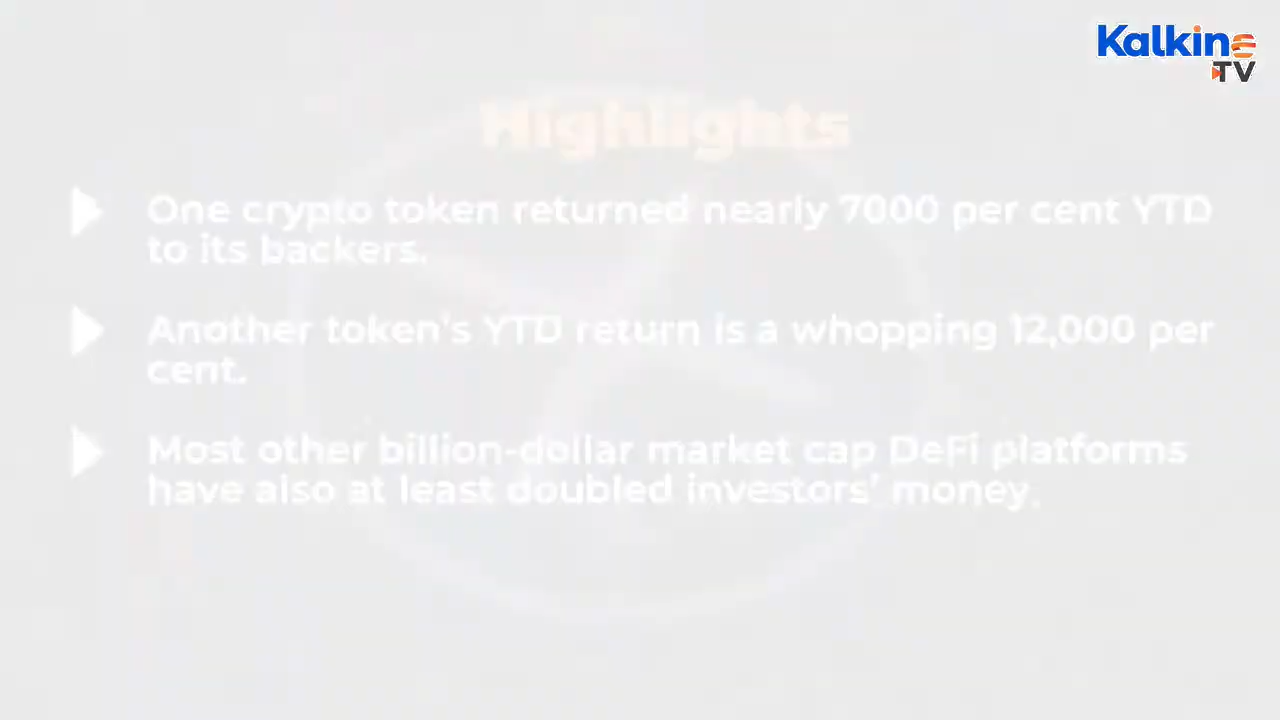 Kalkine
TV
Highlights
One crypto token returned nearly 7000 per cent YTD
to its backers.
Another token's YTD return is a whopping 12,000 per
cent.
Most other billion-dollar market cap DeFi platforms
have also at least doubled investors' money.